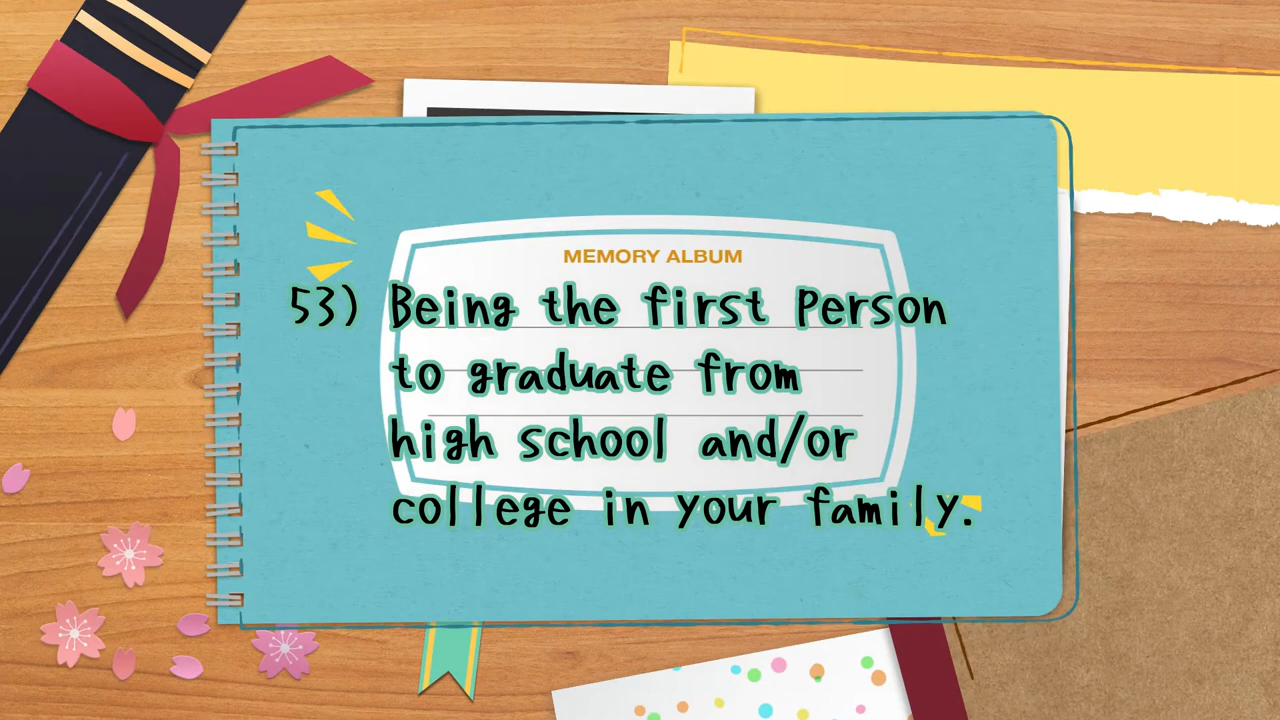 MEMORY ALBUM
53) Being the first Person
to graduate from
high school and/or
college in your family.